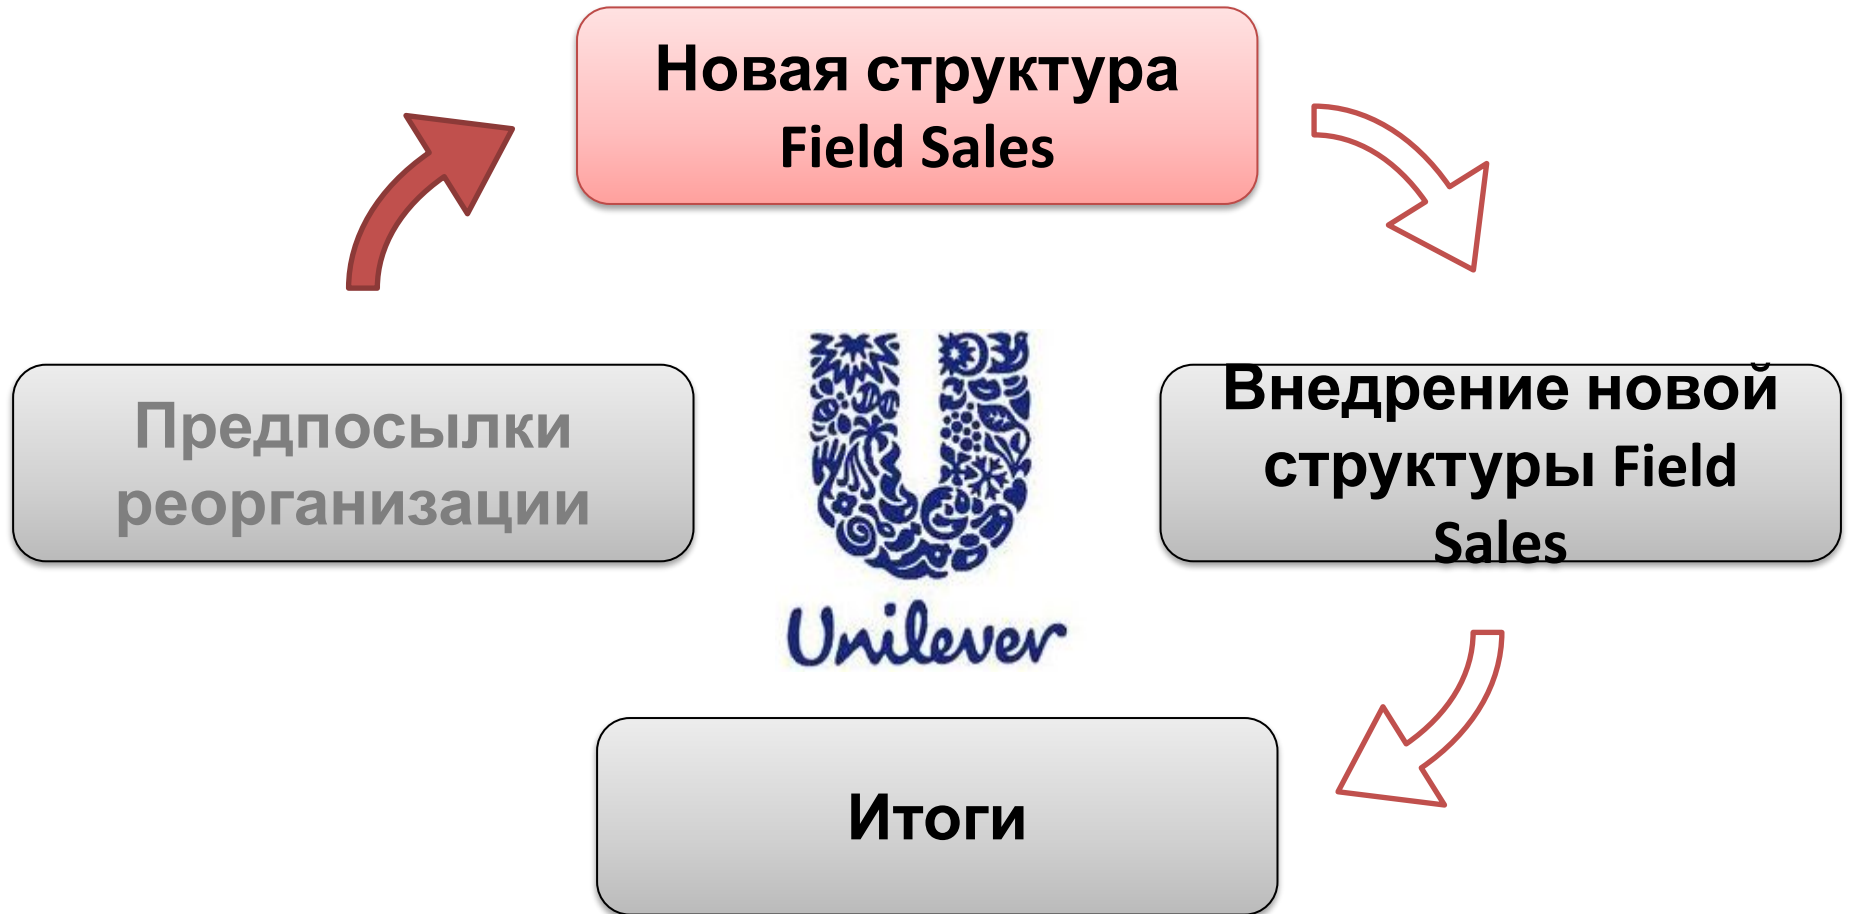 Новая структура
Field Sales
Предпосылки
реорганизации
Внедрение новой
структуры Field
Sales
Unilever
Итоги